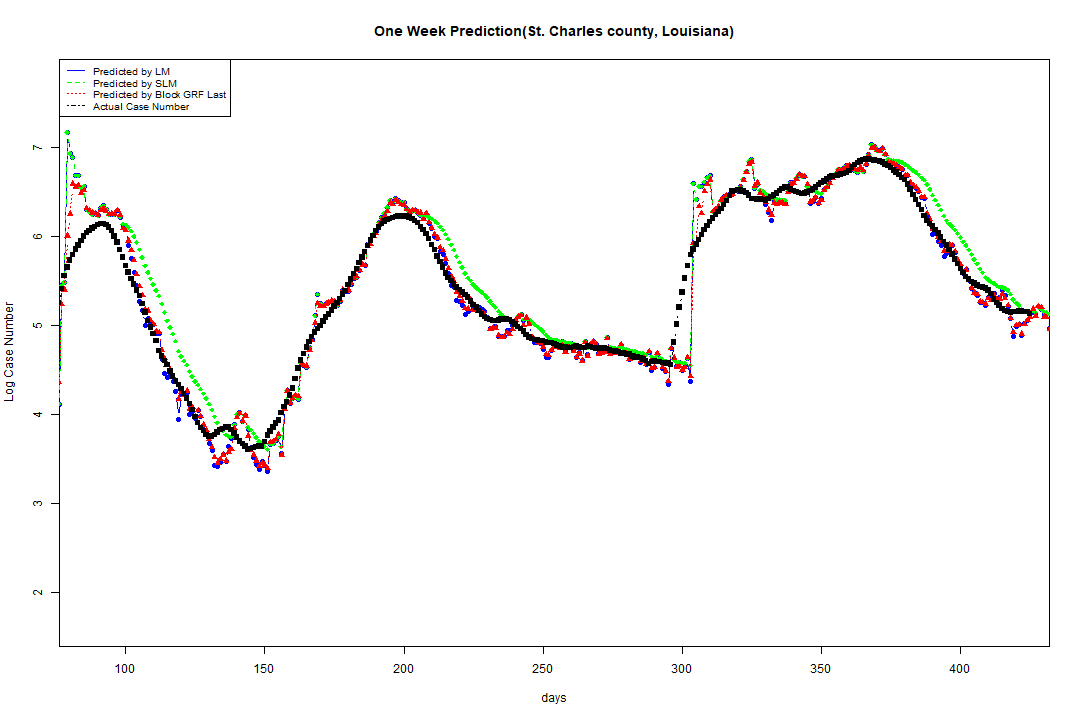 One Week Prediction(St. Charles county, Louisiana)
Predicted by LM
Predicted by SLM
Predicted by Block GRF Last
Actual Case Number
Log Case Number
7
6
5
4
3
2
100 150 200 250 300 350 400
days